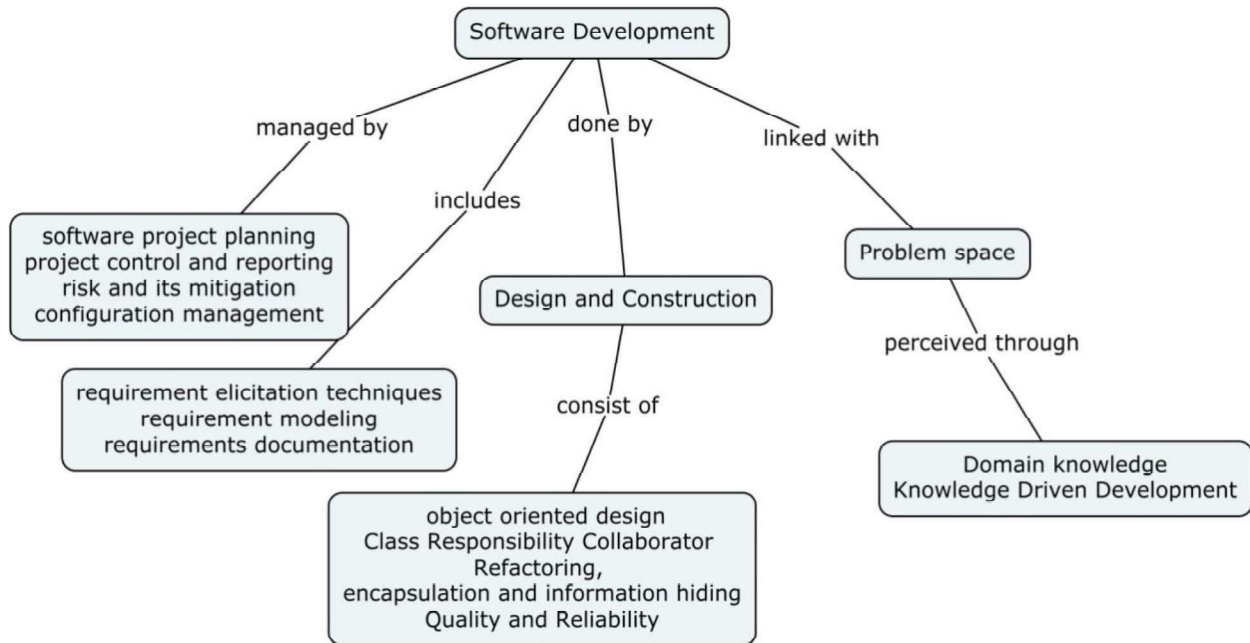 Software Development
managed by
done by
linked with
includes
software project planning
project control and reporting
risk and its mitigation
configuration management
Problem space
Design and Construction
perceived through
requirement elicitation techniques
requirement modeling
requirements documentation
consist of
Domain knowledge
Knowledge Driven Development
object oriented design
Class Responsibility Collaborator
Refactoring,
encapsulation and information hiding
Quality and Reliability